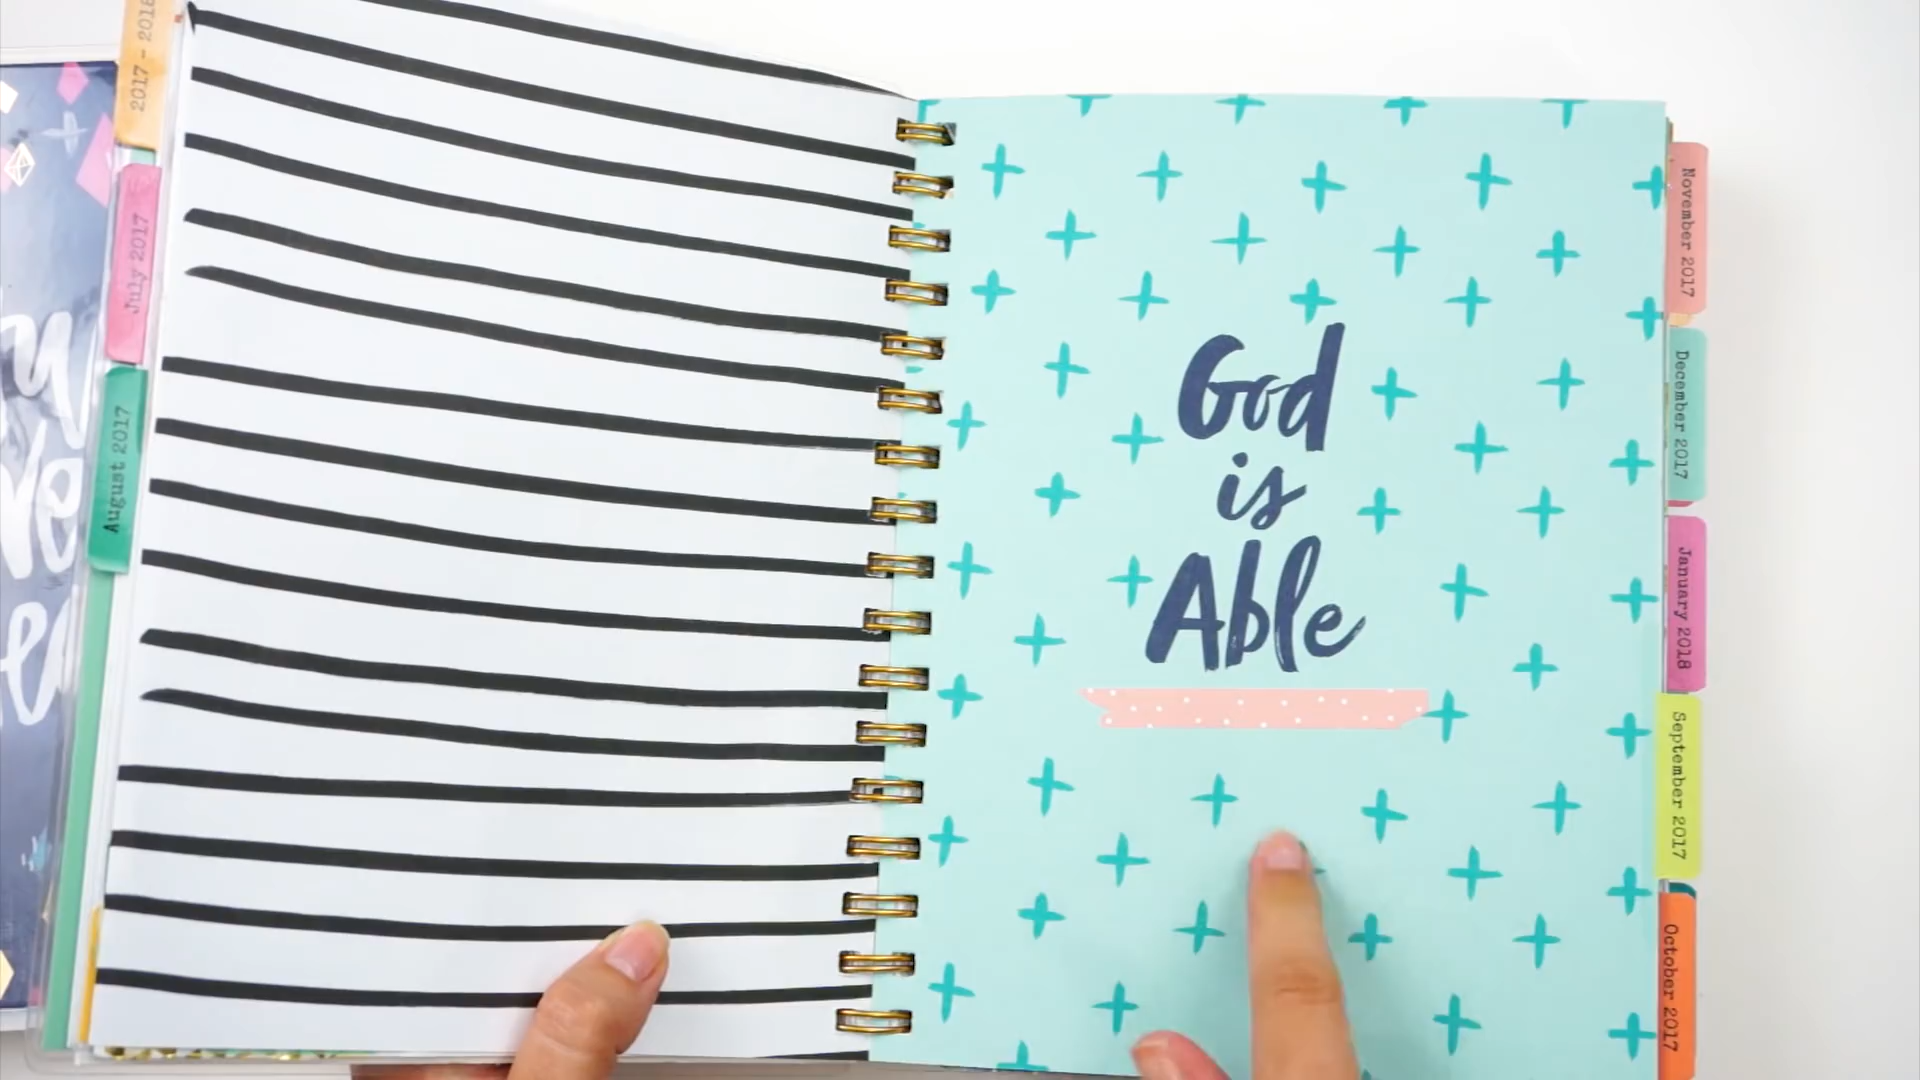 2017 - 2018
July 2017
August 2017
God
is
Able
November 2017
December 2017
January 2018
September 2017
October 2017